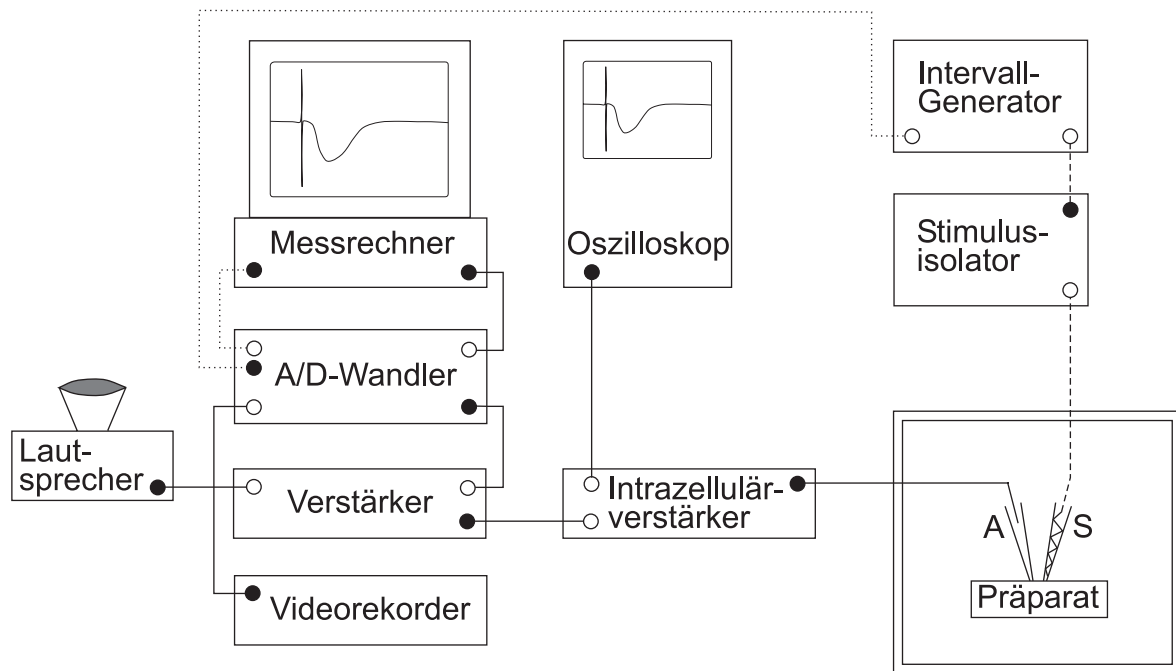 Intervall-
Generator
Messrechner
Oszilloskop
Stimulus-
isolator
A/D-Wandler
Laut-
sprecher
Verstärker
Intrazellulär-
verstärker
A
S
Präparat
Videorekorder